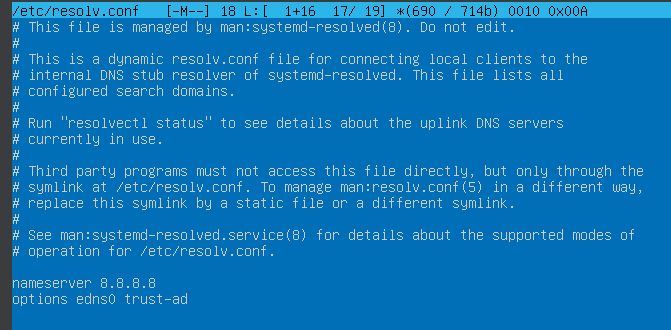 /etc/resolv.conf   [-M--] 18 L:[  1+16  17/ 19] *(690 / 714b) 0010 0x00A
# This file is managed by man:systemd-resolved(8). Do not edit.
#
# This is a dynamic resolv.conf file for connecting local clients to the
# internal DNS stub resolver of systemd-resolved. This file lists all
# configured search domains.
#
# Run "resolvectl status" to see details about the uplink DNS servers
# currently in use.
#
# Third party programs must not access this file directly, but only through the
# symlink at /etc/resolv.conf. To manage man:resolv.conf(5) in a different way,
# replace this symlink by a static file or a different symlink.
#
# See man:systemd-resolved.service(8) for details about the supported modes of
# operation for /etc/resolv.conf.

nameserver 8.8.8.8
options edns0 trust-ad